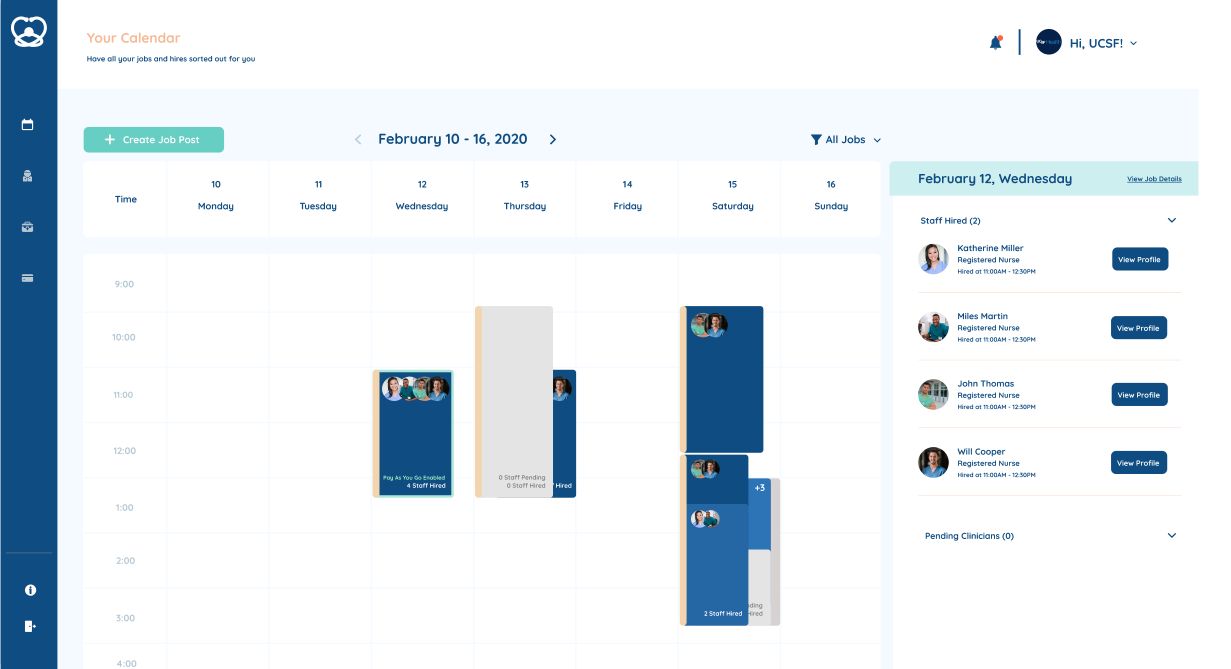 Your Calendar
Have all your jobs and hires sorted out for you
Hi, UCSF!
Create Job Post
February 10 - 16, 2020
All Jobs
Time
10
Monday
11
Tuesday
12
Wednesday
13
Thursday
14
Friday
15
Saturday
16
Sunday
9:00
10:00
11:00
12:00
1:00
2:00
3:00
4:00
Pay As You Go Enabled
4 Staff Hired
0 Staff Pending
0 Staff Hired
Hired
+3
2 Staff Hired
February 12, Wednesday
View Job Details
Staff Hired (2)
Katherine Miller
Registered Nurse
Hired at 11:00AM - 12:30PM
View Profile
Miles Martin
Registered Nurse
Hired at 11:00AM - 12:30PM
View Profile
John Thomas
Registered Nurse
Hired at 11:00AM - 12:30PM
View Profile
Will Cooper
Registered Nurse
Hired at 11:00AM - 12:30PM
View Profile
Pending Clinicians (0)